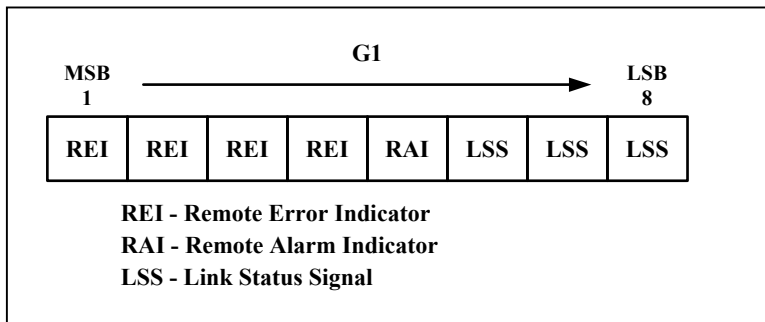 G1
MSB LSB
1 8
REI REI REI REI RAI LSS LSS LSS
REI - Remote Error Indicator
RAI - Remote Alarm Indicator
LSS - Link Status Signal